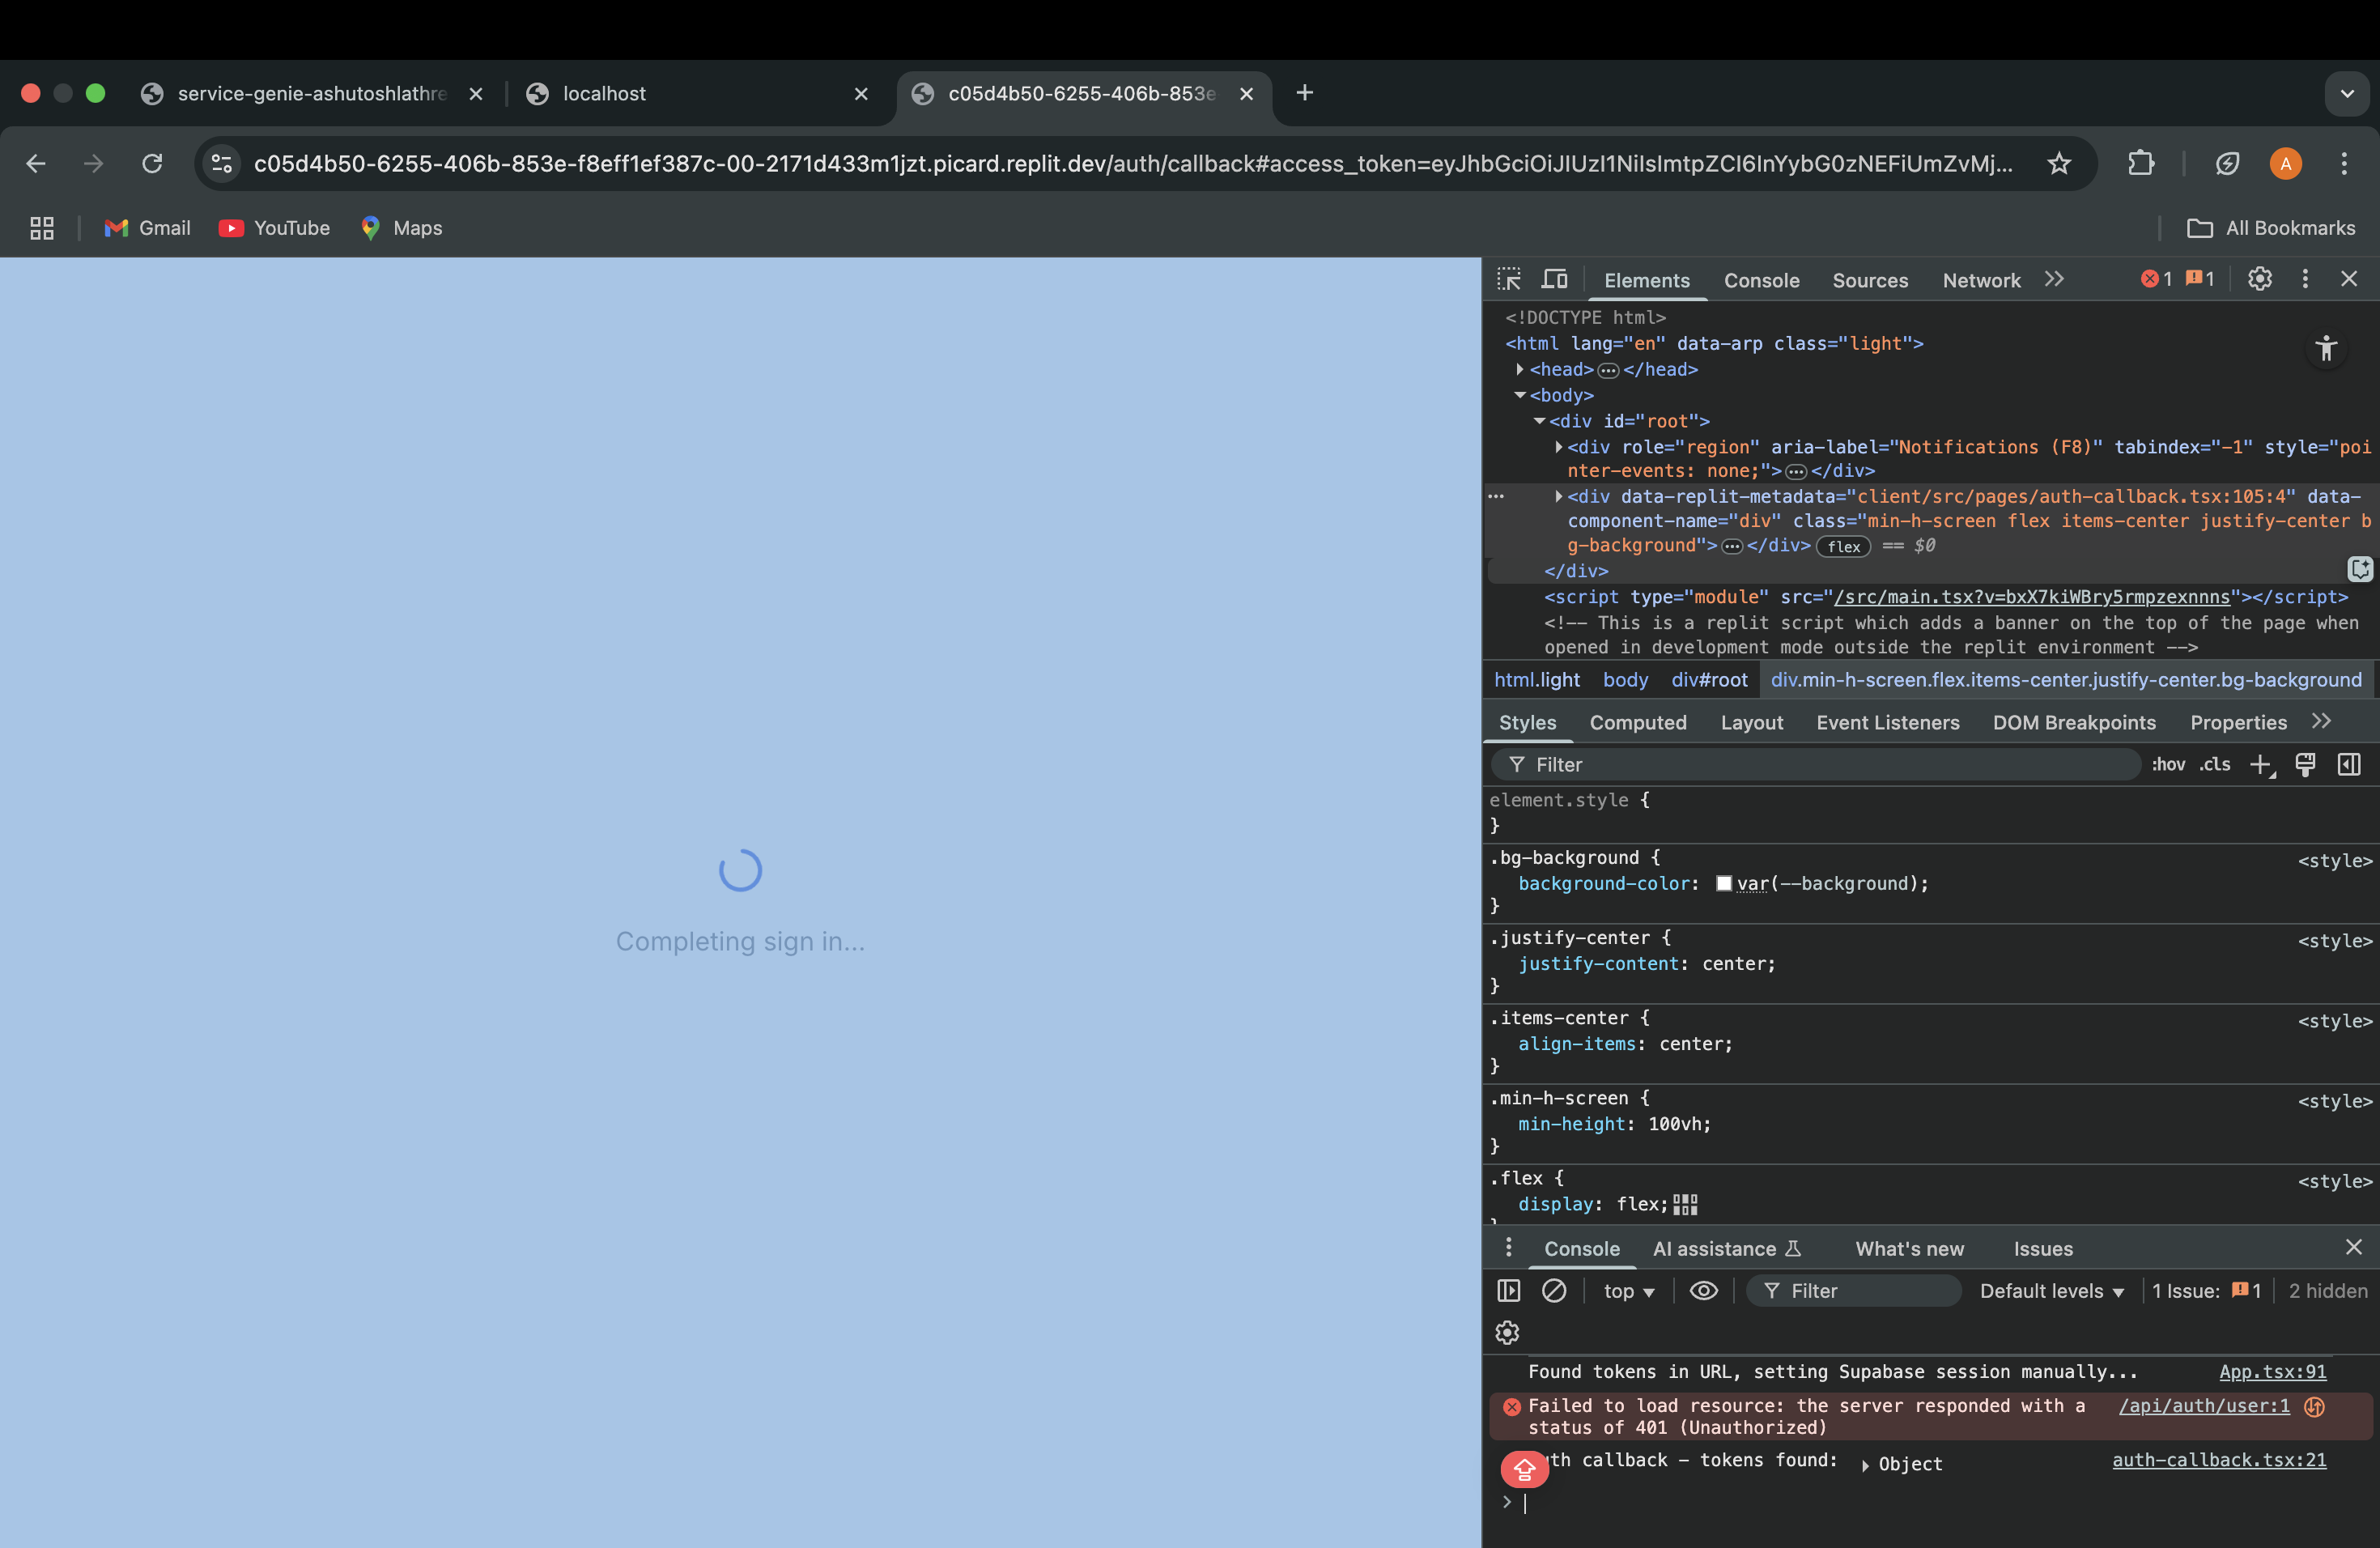 service-genie-ashutoshlathre
localhost
c05d4b50-6255-406b-853e-
c05d4b50-6255-406b-853e-f8eff1ef387c-00-2171d433m1jzt.picard.replit.dev/auth/callback#access_token=eyJhbGciOiJIUzI1NiIsImtpZCI6InYybG0zNEFiUmZvMj...
A
Gmail
YouTube
Maps
All Bookmarks
Elements
Console
Sources
Network
1
1
<!DOCTYPE html>
<html lang="en" data-arp class="light">
<head>…</head>
<body>
<div id="root">
<div role="region" aria-label="Notifications (F8)" tabindex="-1" style="poi
nter-events: none;">…</div>
<div data-replit-metadata="client/src/pages/auth-callback.tsx:105:4" data-
component-name="div" class="min-h-screen flex items-center justify-center b
g-background">…</div> flex == $0
</div>
<script type="module" src="/src/main.tsx?v=bxX7kiWBry5rmpzexnnns"></script>
<!-- This is a replit script which adds a banner on the top of the page when
opened in development mode outside the replit environment -->
html.light
body
div#root
div.min-h-screen.flex.items-center.justify-center.bg-background
Styles
Computed
Layout
Event Listeners
DOM Breakpoints
Properties
Filter
:hov
.cls
element.style {
}
.bg-background {
<style>
background-color: var(--background);
}
.justify-center {
<style>
justify-content: center;
}
.items-center {
<style>
align-items: center;
}
.min-h-screen {
<style>
min-height: 100vh;
}
.flex {
<style>
display: flex;
}
Completing sign in...
Console
AI assistance
What's new
Issues
top
Filter
Default levels
1 Issue: 1
2 hidden
Found tokens in URL, setting Supabase session manually...
App.tsx:91
Failed to load resource: the server responded with a
/api/auth/user:1
status of 401 (Unauthorized)
th callback - tokens found: Object
auth-callback.tsx:21